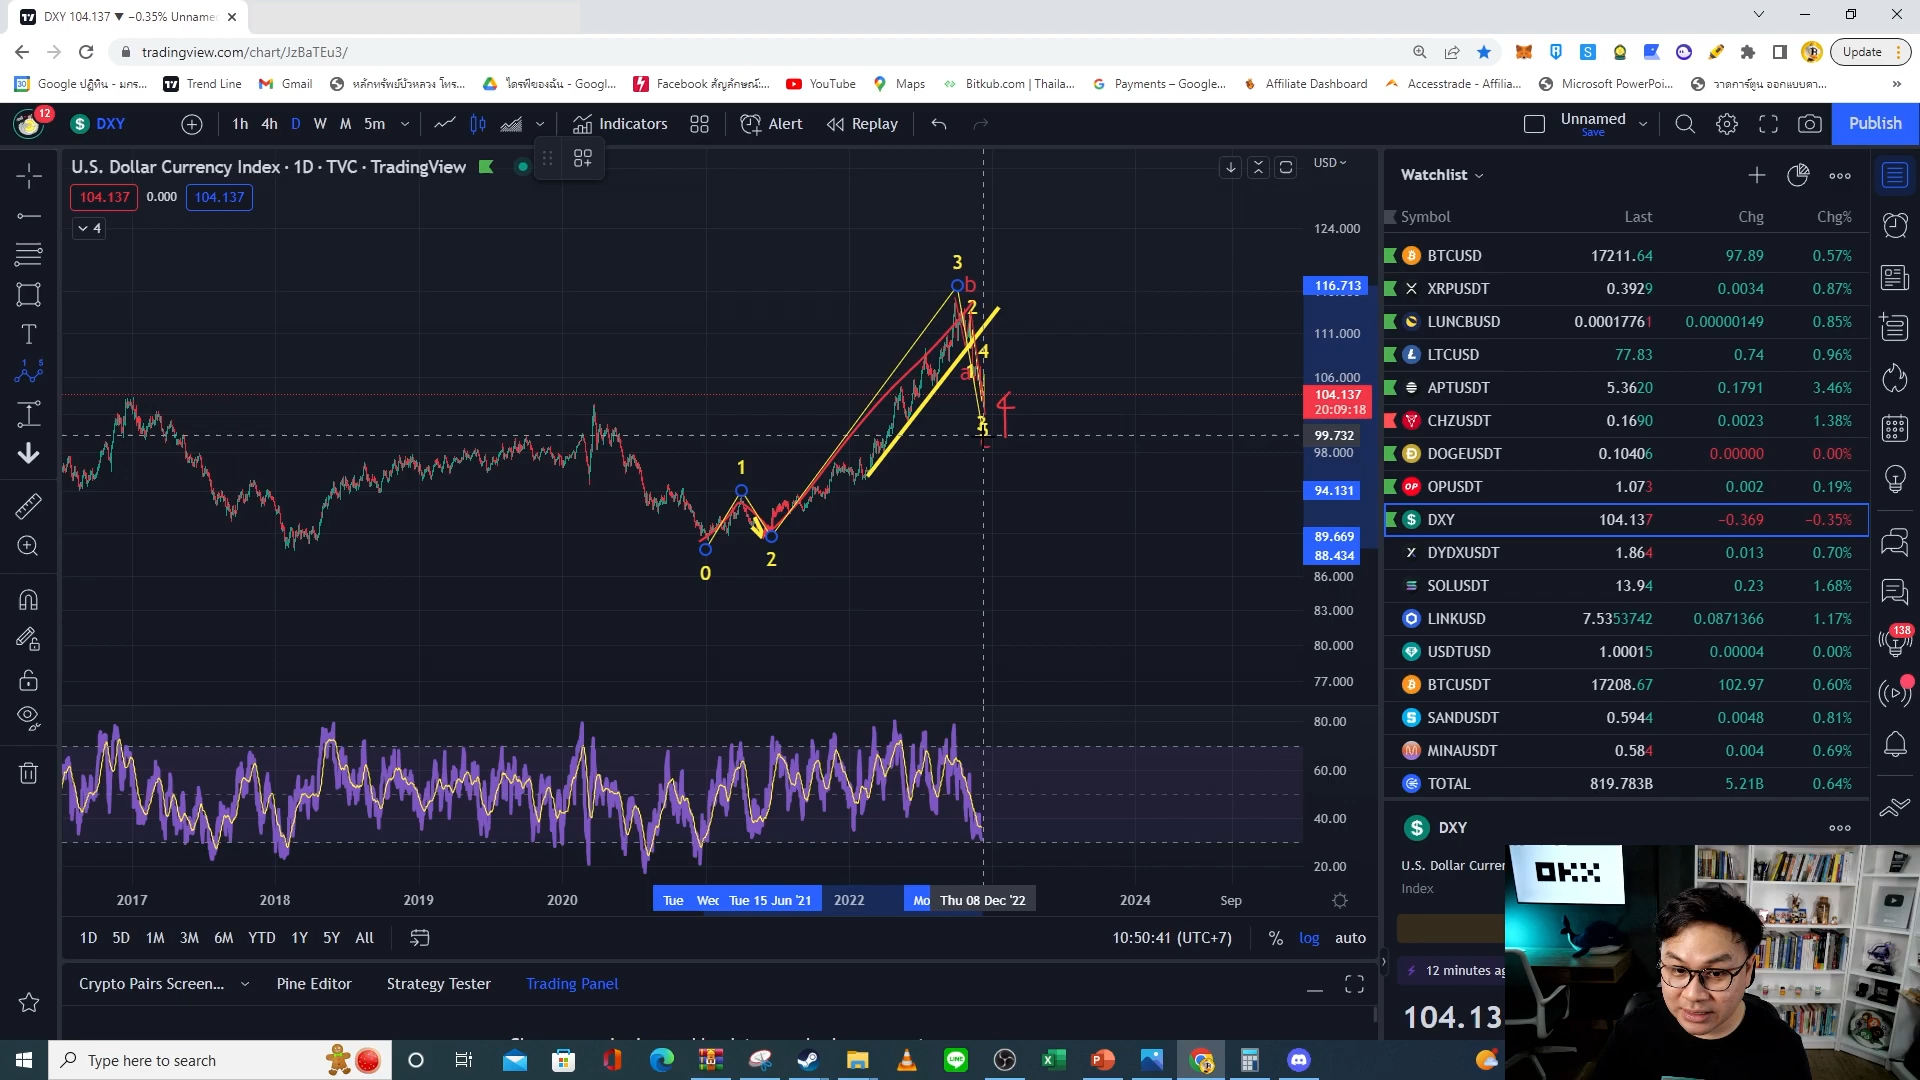 DXY 104.137 ▼ −0.35% Unname
tradingview.com/chart/JzBaTEu3/
Update
Google ปฏิทิน - มกร...
Trend Line
Gmail
หลักทรัพย์บัวหลวง โทร...
ไดรฟ์ของฉัน - Googl...
Facebook สัญลักษณ์:...
YouTube
Maps
Bitkub.com | Thaila...
Payments – Google...
Affiliate Dashboard
Accesstrade - Affilia...
Microsoft PowerPoi...
วาดการ์ตูน ออกแบบตา...
12
DXY
1h 4h D W M 5m
Indicators
Alert
Replay
Unnamed
Save
Publish
U.S. Dollar Currency Index · 1D · TVC · TradingView
104.137 0.000 104.137
4
USD
124.000
116.713
111.000
106.000
104.137
20:09:18
99.732
98.000
94.131
89.669
88.434
86.000
83.000
80.000
77.000
80.00
60.00
40.00
20.00
3
b
2
4
a
1
4
5
1
2
0
2017 2018 2019 2020 Tue Wed Tue 15 Jun '21 2022 Mo Thu 08 Dec '22 2024 Sep
1D 5D 1M 3M 6M YTD 1Y 5Y All
10:50:41 (UTC+7) % log auto
Crypto Pairs Screen...
Pine Editor
Strategy Tester
Trading Panel
Watchlist
Symbol Last Chg Chg%
BTCUSD 17211.64 97.89 0.57%
XRPUSDT 0.3929 0.0034 0.87%
LUNCBUSD 0.00017761 0.00000149 0.85%
LTCUSD 77.83 0.74 0.96%
APTUSDT 5.3620 0.1791 3.46%
CHZUSDT 0.1690 0.0023 1.38%
DOGEUSDT 0.10406 0.00000 0.00%
OPUSDT 1.073 0.002 0.19%
DXY 104.137 −0.369 −0.35%
DYDXUSDT 1.864 0.013 0.70%
SOLUSDT 13.94 0.23 1.68%
LINKUSD 7.5353742 0.0871366 1.17%
USDTUSD 1.00015 0.00004 0.00%
BTCUSDT 17208.67 102.97 0.60%
SANDUSDT 0.5944 0.0048 0.81%
MINAUSDT 0.584 0.004 0.69%
TOTAL 819.783B 5.21B 0.64%
138
DXY
U.S. Dollar Curren
Index
12 minutes ag
104.13
OKX
Type here to search